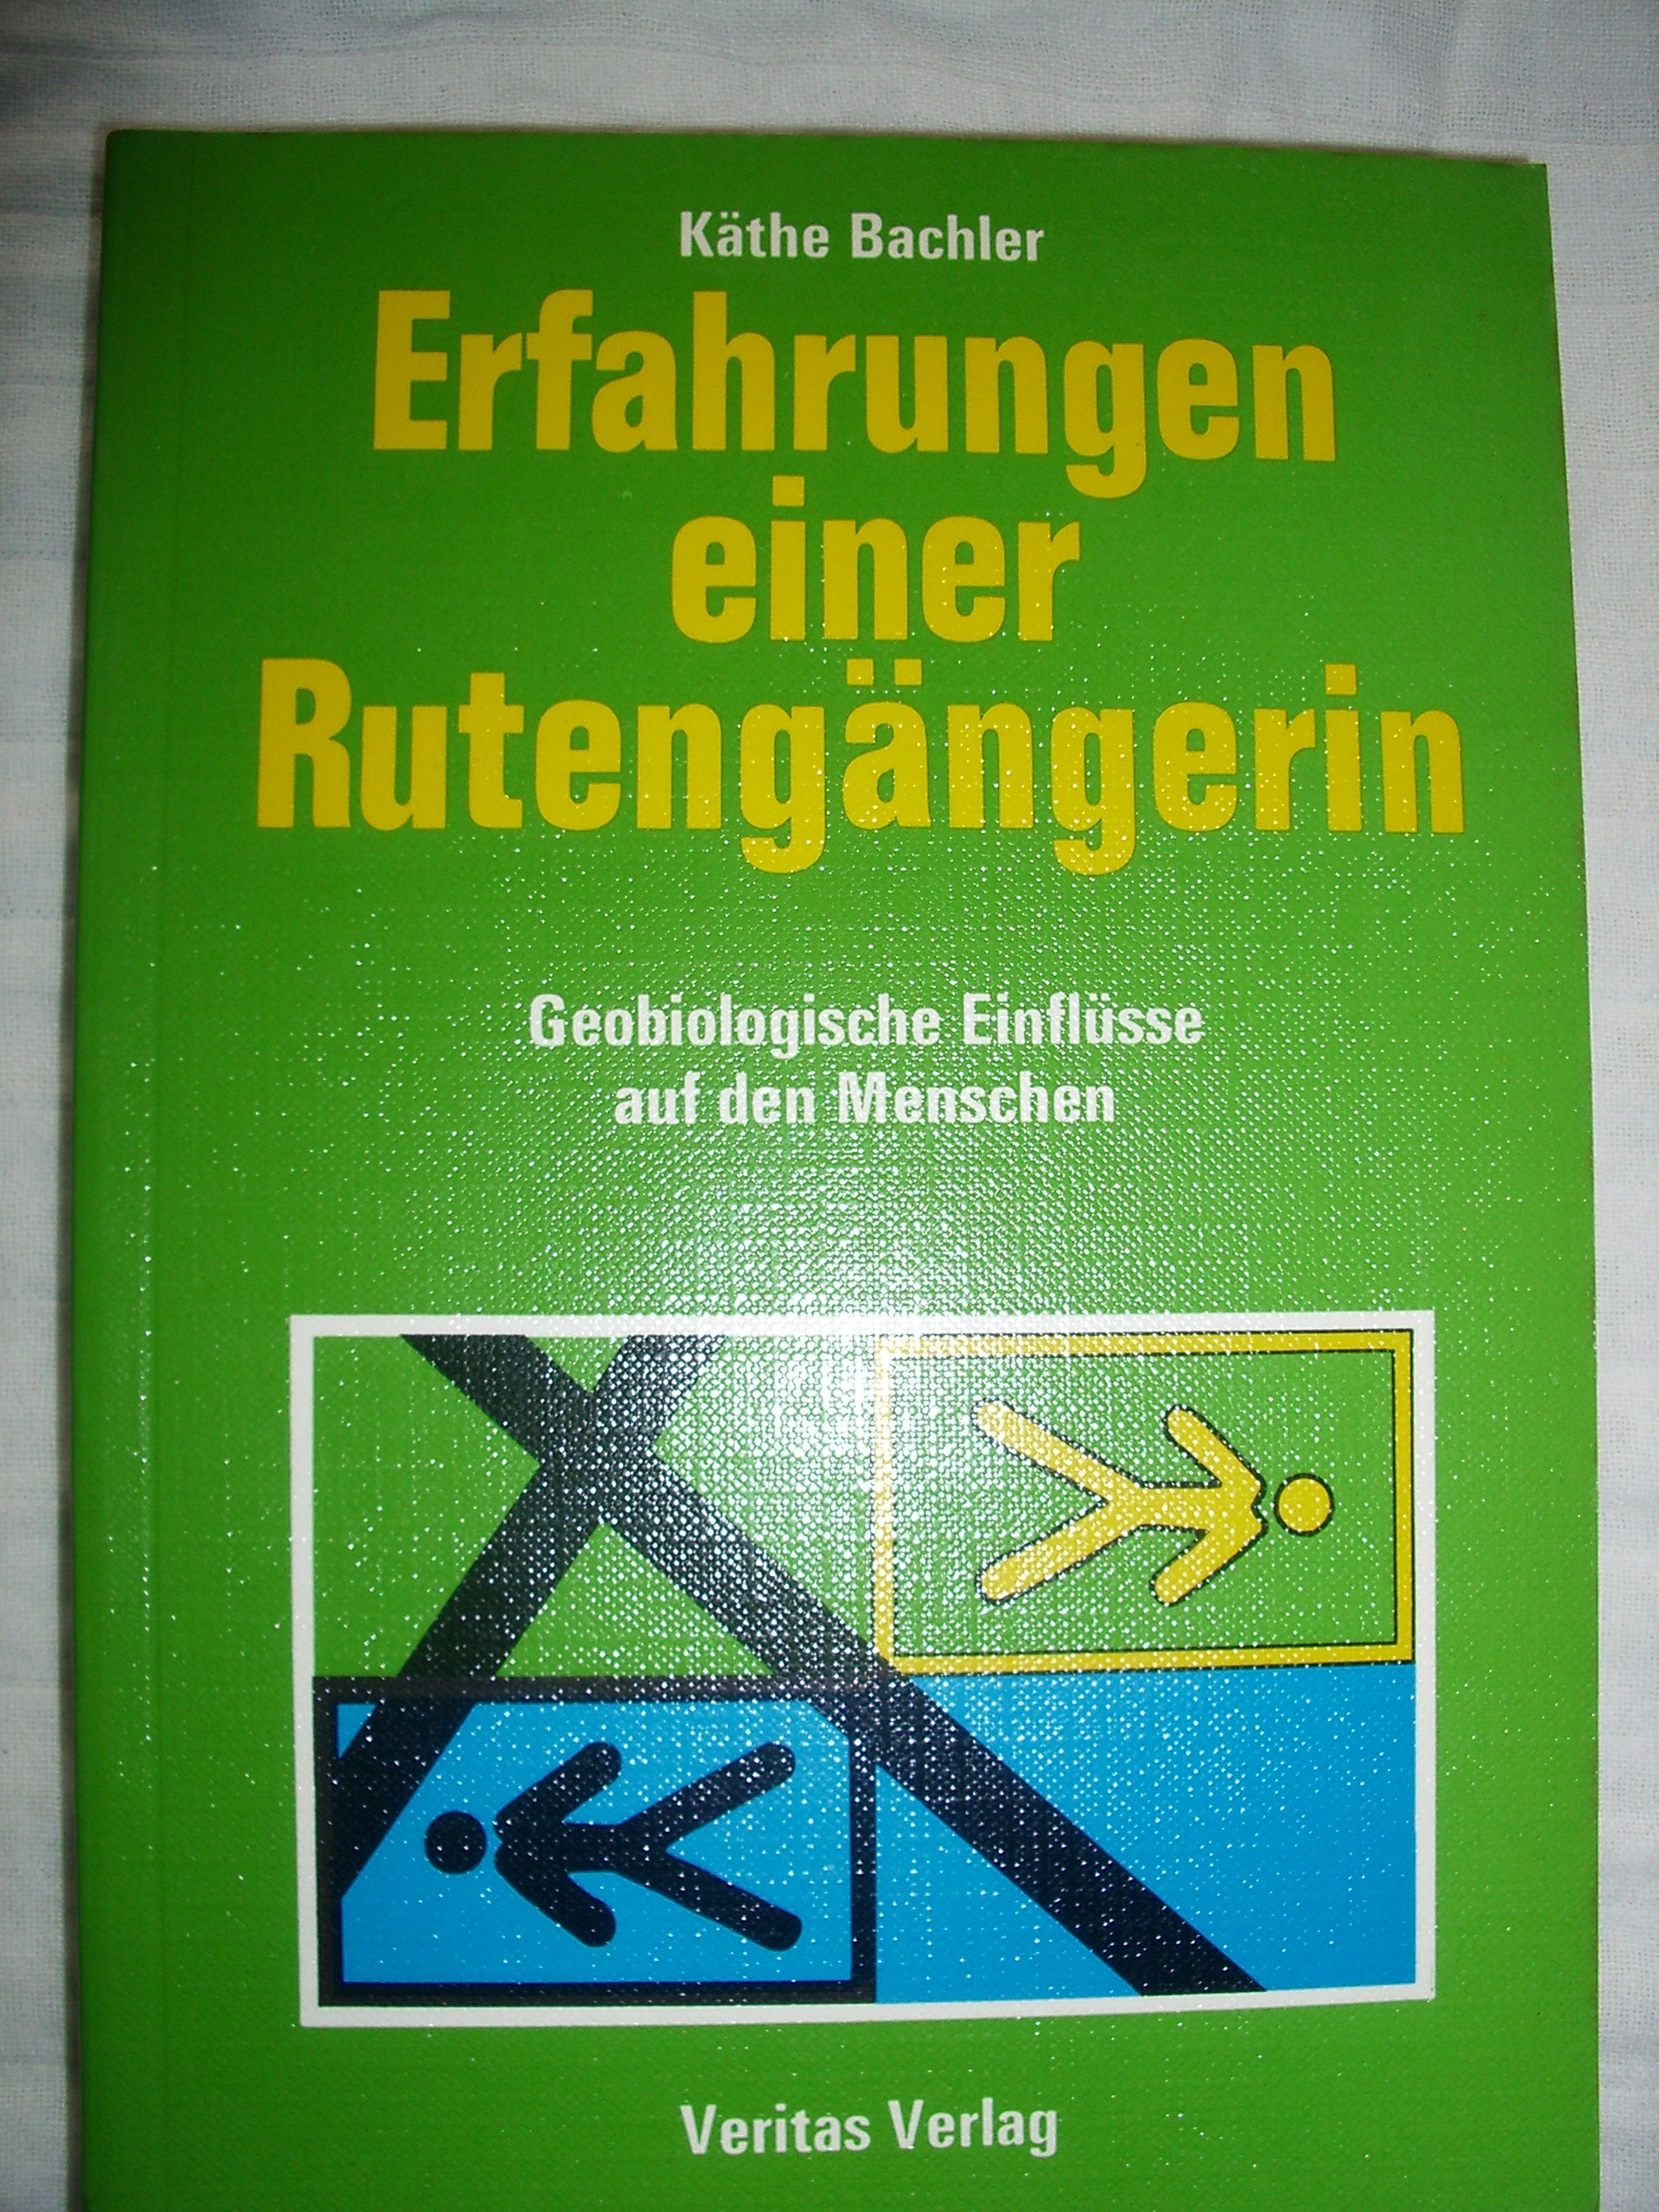 Käthe Bachler
Erfahrungen
einer
Rutengängerin
Geobiologische Einflüsse
auf den Menschen
Veritas Verlag